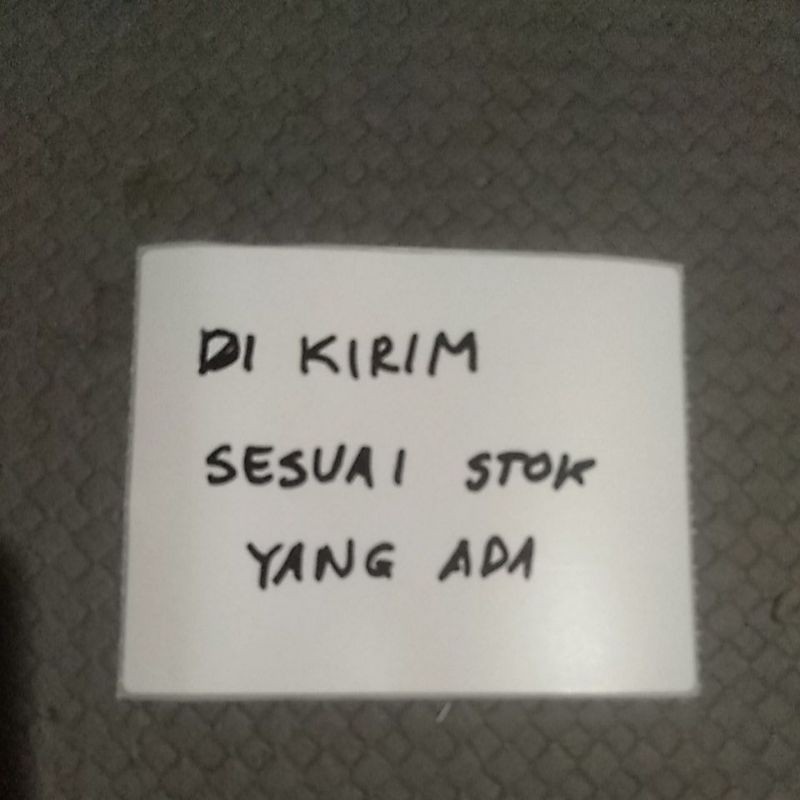 DI KIRIM
SESUAI STOK
YANG ADA